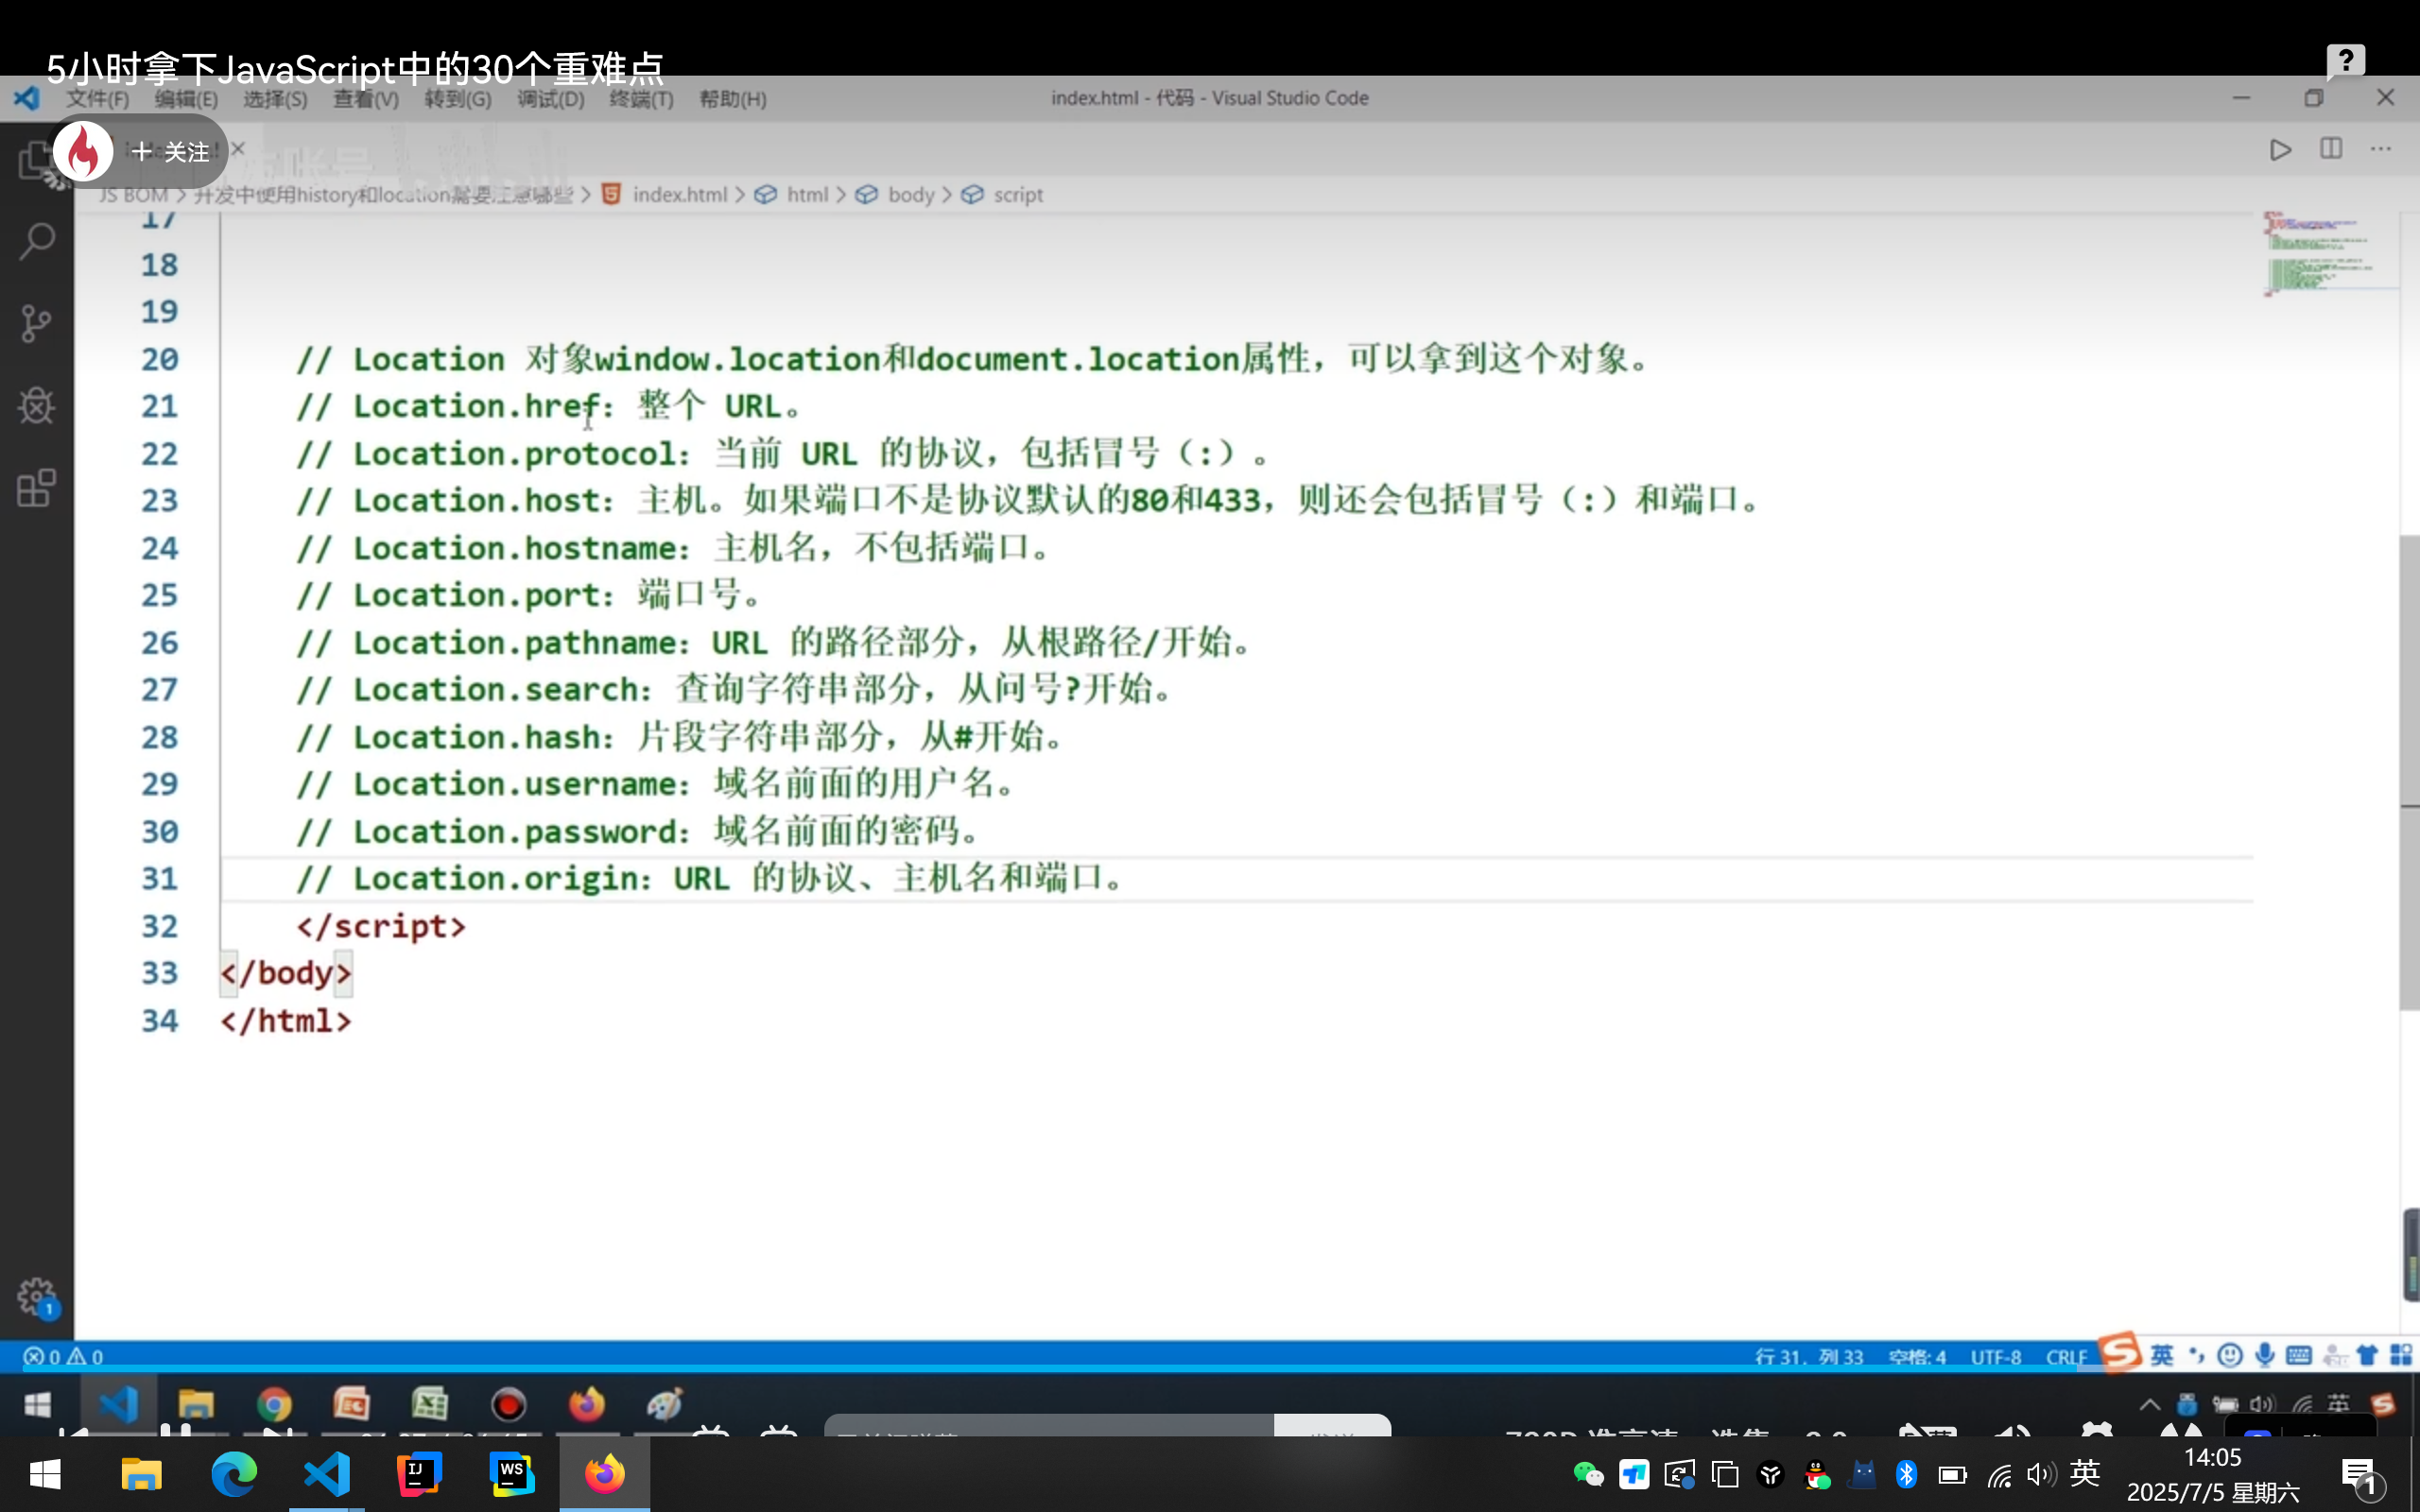 5小时拿下JavaScript中的30个重难点
文件(F) 编辑(E) 选择(S) 查看(V) 转到(G) 调试(D) 终端(T) 帮助(H)
index.html - 代码 - Visual Studio Code
+ 关注
JS BOM > 开发中使用history和location需要注意哪些 > index.html > html > body > script
17
18
19
20 // Location 对象window.location和document.location属性，可以拿到这个对象。
21 // Location.href：整个 URL。
22 // Location.protocol：当前 URL 的协议，包括冒号（:）。
23 // Location.host：主机。如果端口不是协议默认的80和433，则还会包括冒号（:）和端口。
24 // Location.hostname：主机名，不包括端口。
25 // Location.port：端口号。
26 // Location.pathname：URL 的路径部分，从根路径/开始。
27 // Location.search：查询字符串部分，从问号?开始。
28 // Location.hash：片段字符串部分，从#开始。
29 // Location.username：域名前面的用户名。
30 // Location.password：域名前面的密码。
31 // Location.origin：URL 的协议、主机名和端口。
32 </script>
33 </body>
34 </html>
1
0 0
行 31，列 33 空格: 4 UTF-8 CRLF
英
英
IJ
WS
英
14:05
2025/7/5 星期六
1